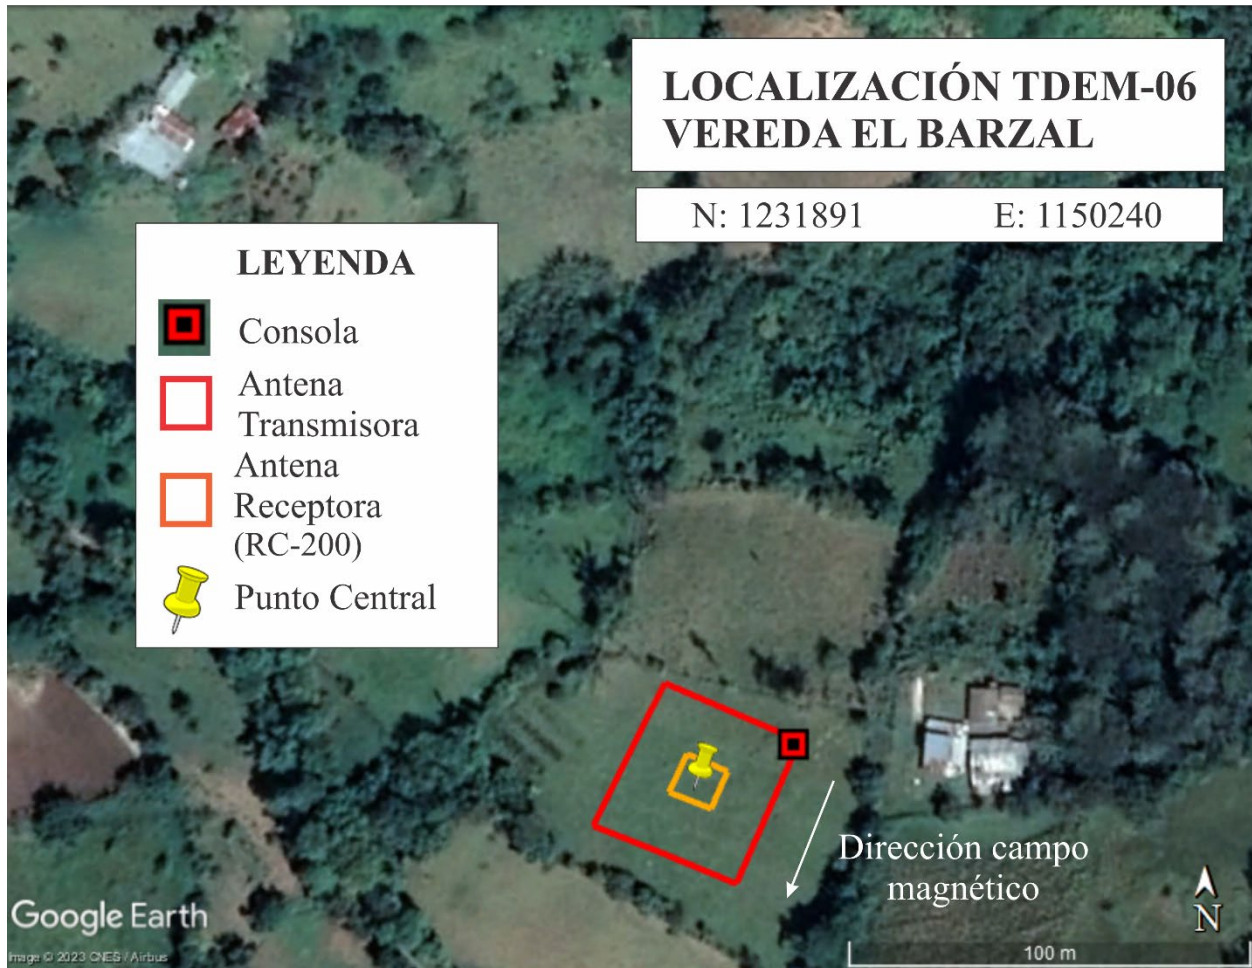 LOCALIZACIÓN TDEM-06
VEREDA EL BARZAL
N: 1231891 E: 1150240
LEYENDA
Consola
Antena
Transmisora
Antena
Receptora
(RC-200)
Punto Central
Dirección campo
magnético
N
100 m
Google Earth
Image © 2023 CNES / Airbus